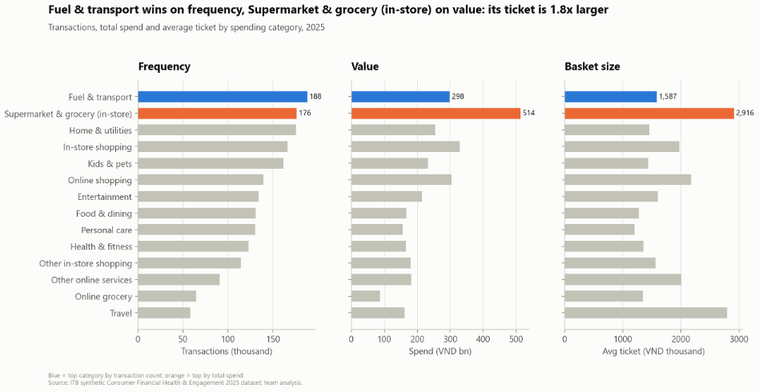 Fuel & transport wins on frequency, Supermarket & grocery (in-store) on value: its ticket is 1.8x larger
Transactions, total spend and average ticket by spending category, 2025
Frequency
Value
Basket size
Fuel & transport
188
298
1,587
Supermarket & grocery (in-store)
176
514
2,916
Home & utilities
In-store shopping
Kids & pets
Online shopping
Entertainment
Food & dining
Personal care
Health & fitness
Other in-store shopping
Other online services
Online grocery
Travel
0 50 100 150
0 100 200 300 400 500
0 1000 2000 3000
Transactions (thousand)
Spend (VND bn)
Avg ticket (VND thousand)
Blue = top category by transaction count; orange = top by total spend.
Source: ITB synthetic Consumer Financial Health & Engagement 2025 dataset; team analysis.